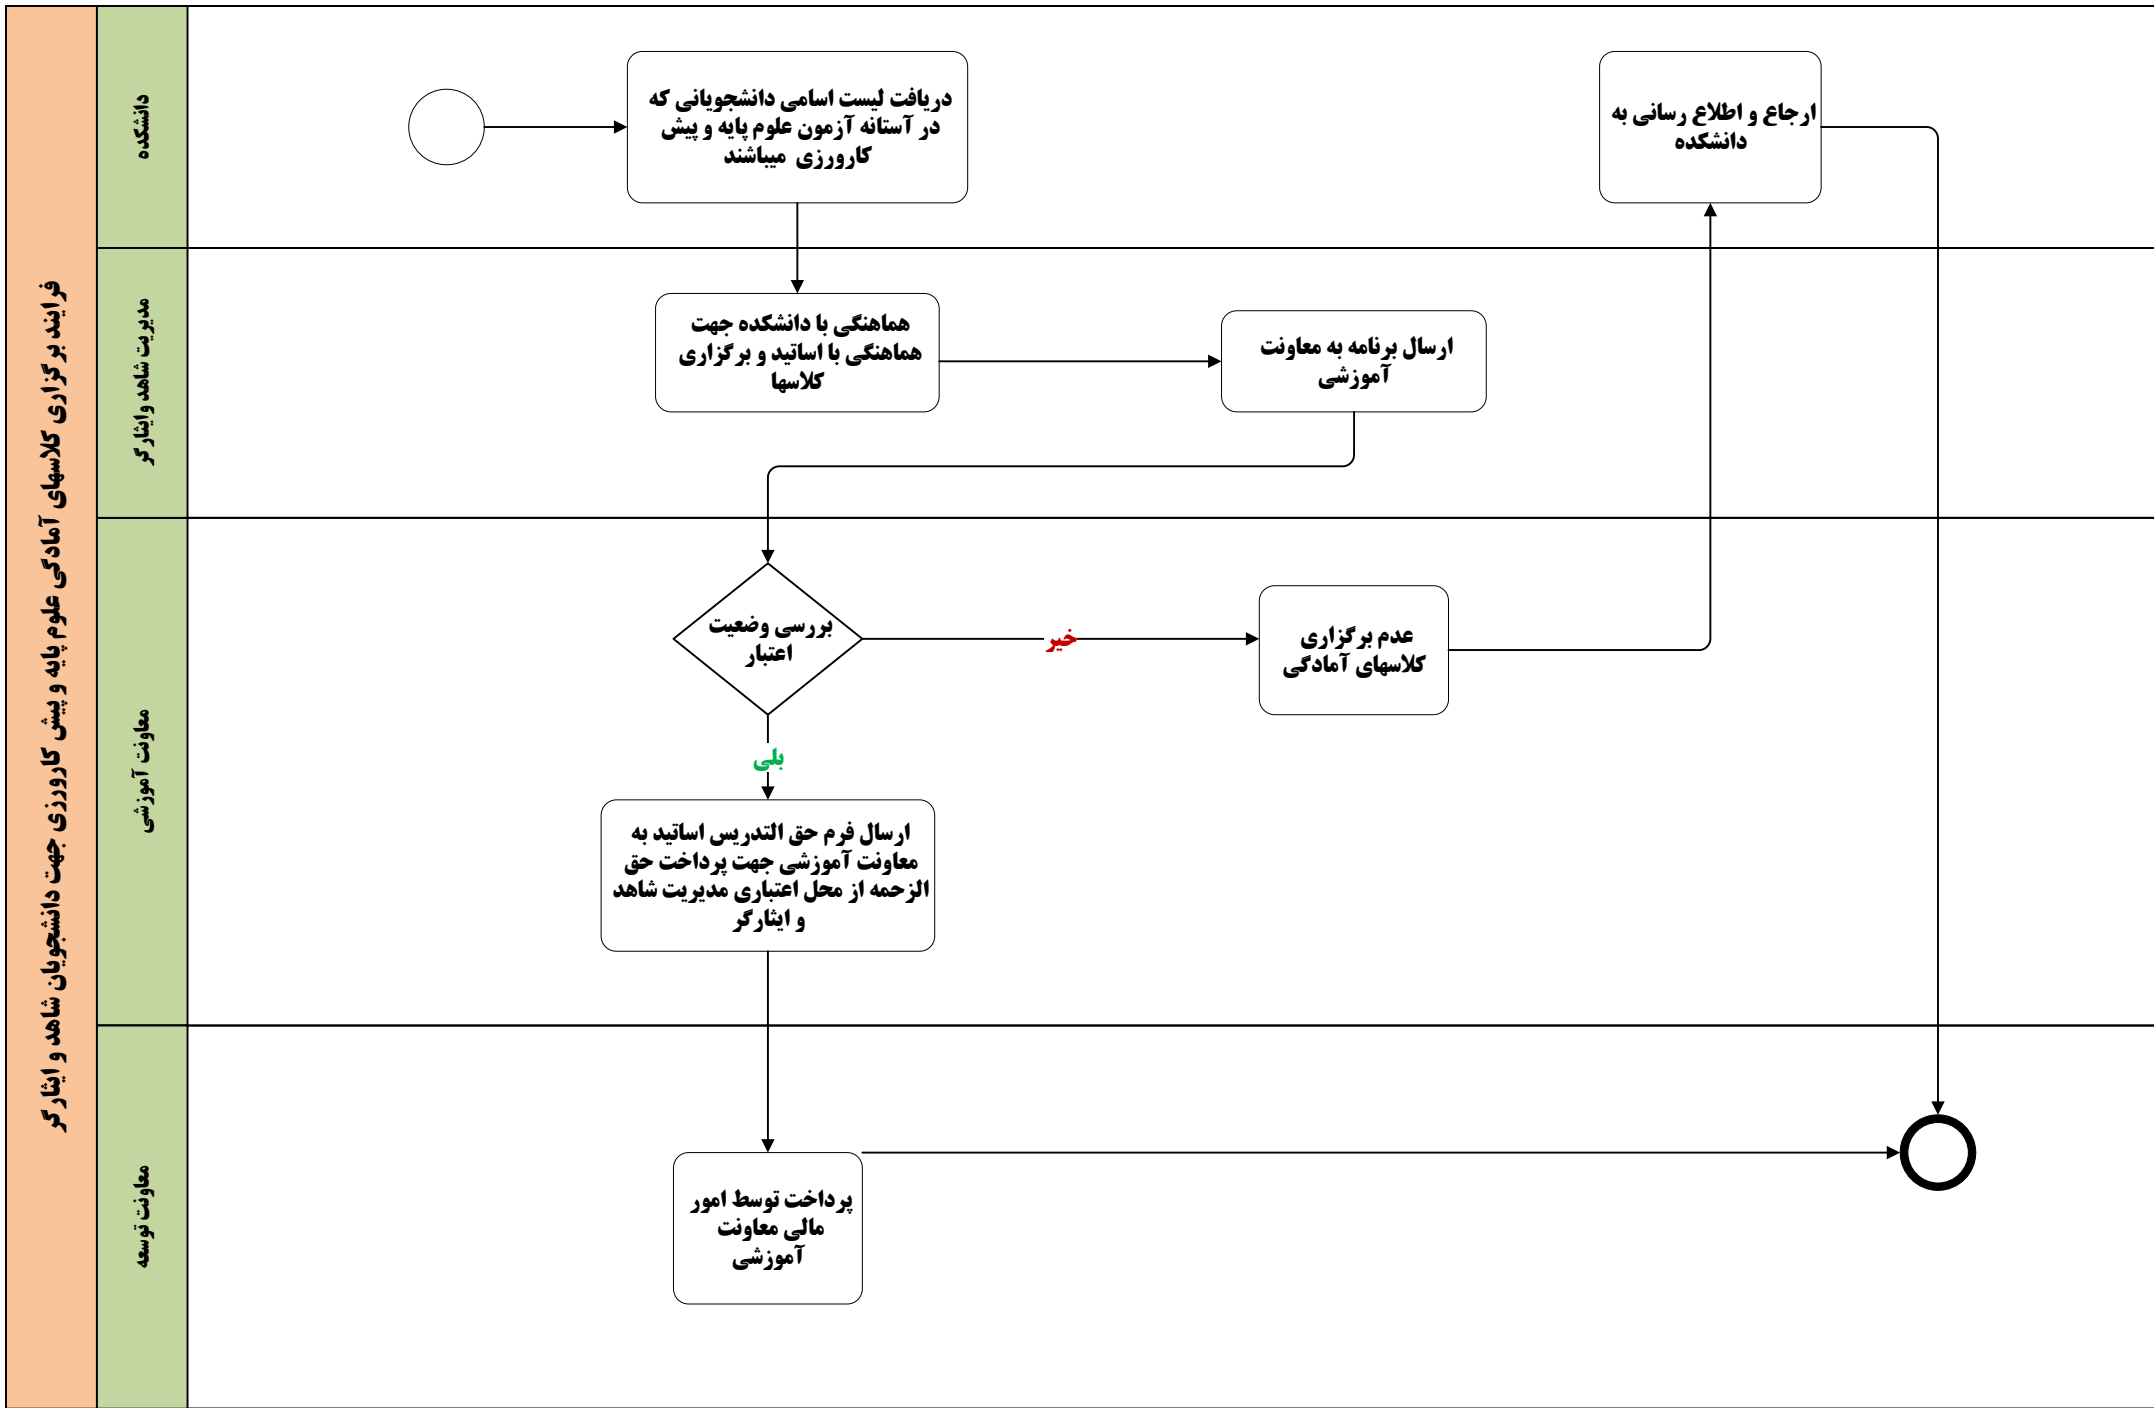 فرایند برگزاری کلاسهای آمادگی علوم پایه و پیش کارورزی جهت دانشجویان شاهد و ایثارگر
دانشکده
دریافت لیست اسامی دانشجویانی که
در آستانه آزمون علوم پایه و پیش
کارورزی میباشند
ارجاع و اطلاع رسانی به
دانشکده
مدیریت شاهد وایثارگر
هماهنگی با دانشکده جهت
هماهنگی با اساتید و برگزاری
کلاسها
ارسال برنامه به معاونت
آموزشی
معاونت آموزشی
بررسی وضعیت
اعتبار
خیر
عدم برگزاری
کلاسهای آمادگی
بلی
ارسال فرم حق التدریس اساتید به
معاونت آموزشی جهت پرداخت حق
الزحمه از محل اعتباری مدیریت شاهد
و ایثارگر
معاونت توسعه
پرداخت توسط امور
مالی معاونت
آموزشی